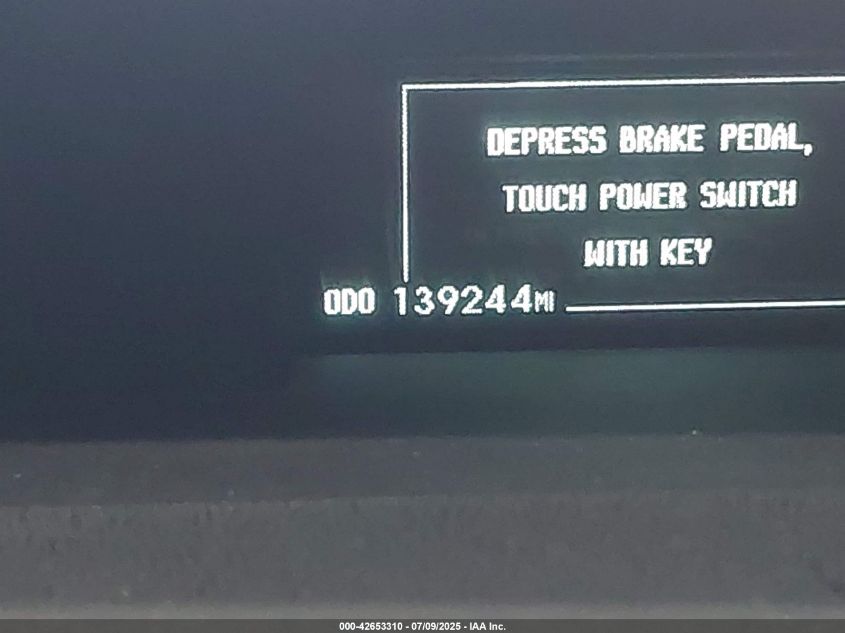 DEPRESS BRAKE PEDAL,
TOUCH POWER SWITCH
WITH KEY
ODO 139244MI
000-42653310 - 07/09/2025 - IAA Inc.